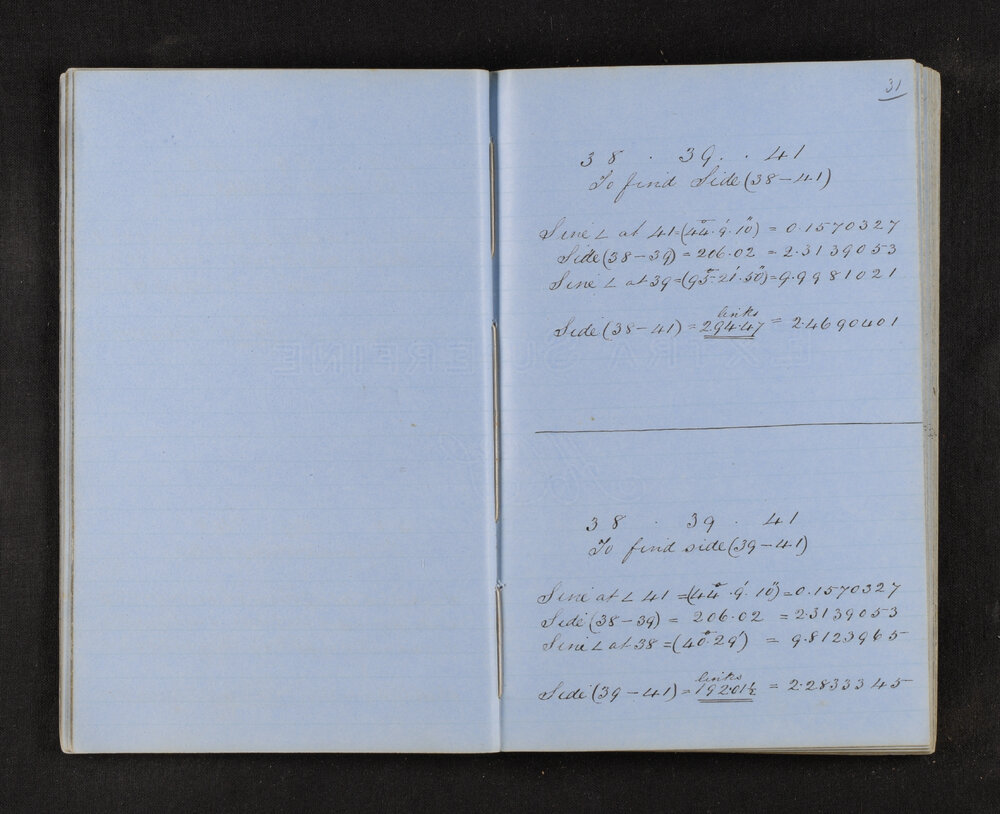 31
38 . 39 . . 41
To find Side (38 – 41)
Sine ∠ at 41 = (44°. 9'. 10") = 0.1570327
Side (38 – 39) = 206.02 = 2.3139053
Sine ∠ at 39 = (95°. 21'. 50") = 9.9981021
links
Side (38 – 41) = 294.47 = 2.4690401
EXTRA SUPERFINE
38 . 39 . 41
To find side (39 – 41)
Sine at ∠ 41 = (44°. 9'. 10") = 0.1570327
Side (38 – 39) = 206.02 = 2.3139053
Sine ∠ at 38 = (40°. 29') = 9.8123965
links
Side (39 – 41) = 192.01½ = 2.2833345